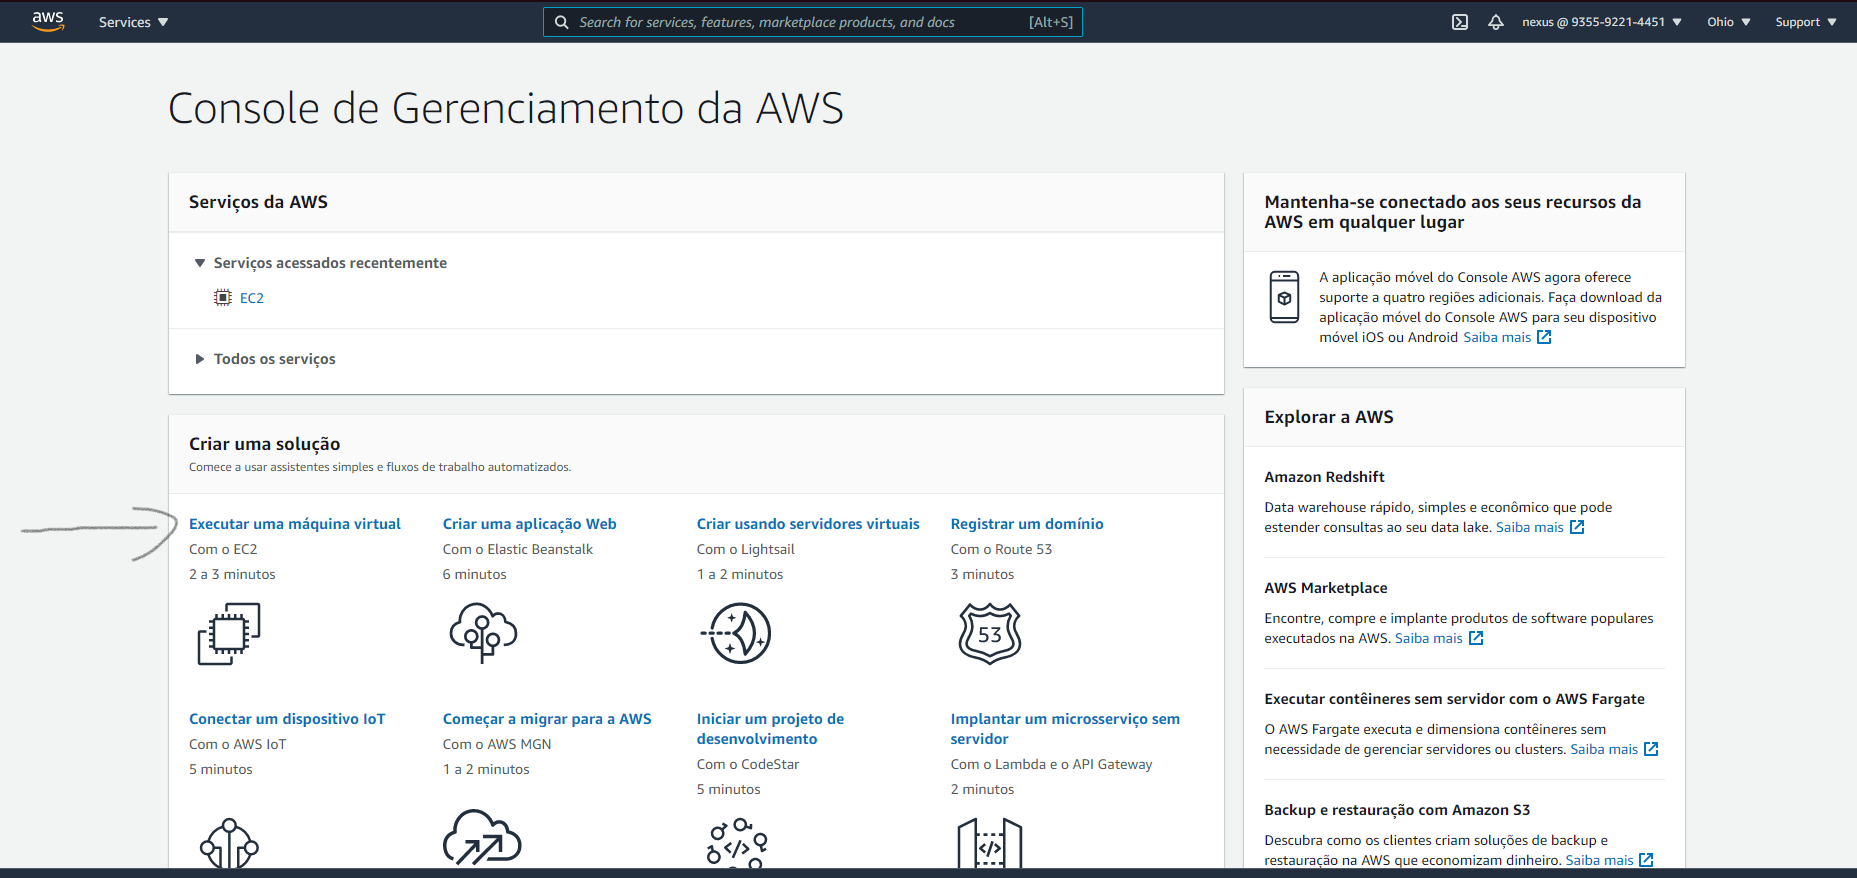 aws
Services
Search for services, features, marketplace products, and docs
[Alt+S]
nexus @ 9355-9221-4451
Ohio
Support
Console de Gerenciamento da AWS
Serviços da AWS
Serviços acessados recentemente
EC2
Todos os serviços
Criar uma solução
Comece a usar assistentes simples e fluxos de trabalho automatizados.
Executar uma máquina virtual
Com o EC2
2 a 3 minutos
Criar uma aplicação Web
Com o Elastic Beanstalk
6 minutos
Criar usando servidores virtuais
Com o Lightsail
1 a 2 minutos
Registrar um domínio
Com o Route 53
3 minutos
53
Conectar um dispositivo IoT
Com o AWS IoT
5 minutos
Começar a migrar para a AWS
Com o AWS MGN
1 a 2 minutos
Iniciar um projeto de
desenvolvimento
Com o CodeStar
5 minutos
</>
Implantar um microsserviço sem
servidor
Com o Lambda e o API Gateway
2 minutos
</>
Mantenha-se conectado aos seus recursos da
AWS em qualquer lugar
A aplicação móvel do Console AWS agora oferece
suporte a quatro regiões adicionais. Faça download da
aplicação móvel do Console AWS para seu dispositivo
móvel iOS ou Android Saiba mais
Explorar a AWS
Amazon Redshift
Data warehouse rápido, simples e econômico que pode
estender consultas ao seu data lake. Saiba mais
AWS Marketplace
Encontre, compre e implante produtos de software populares
executados na AWS. Saiba mais
Executar contêineres sem servidor com o AWS Fargate
O AWS Fargate executa e dimensiona contêineres sem
necessidade de gerenciar servidores ou clusters. Saiba mais
Backup e restauração com Amazon S3
Descubra como os clientes criam soluções de backup e
restauração na AWS que economizam dinheiro. Saiba mais